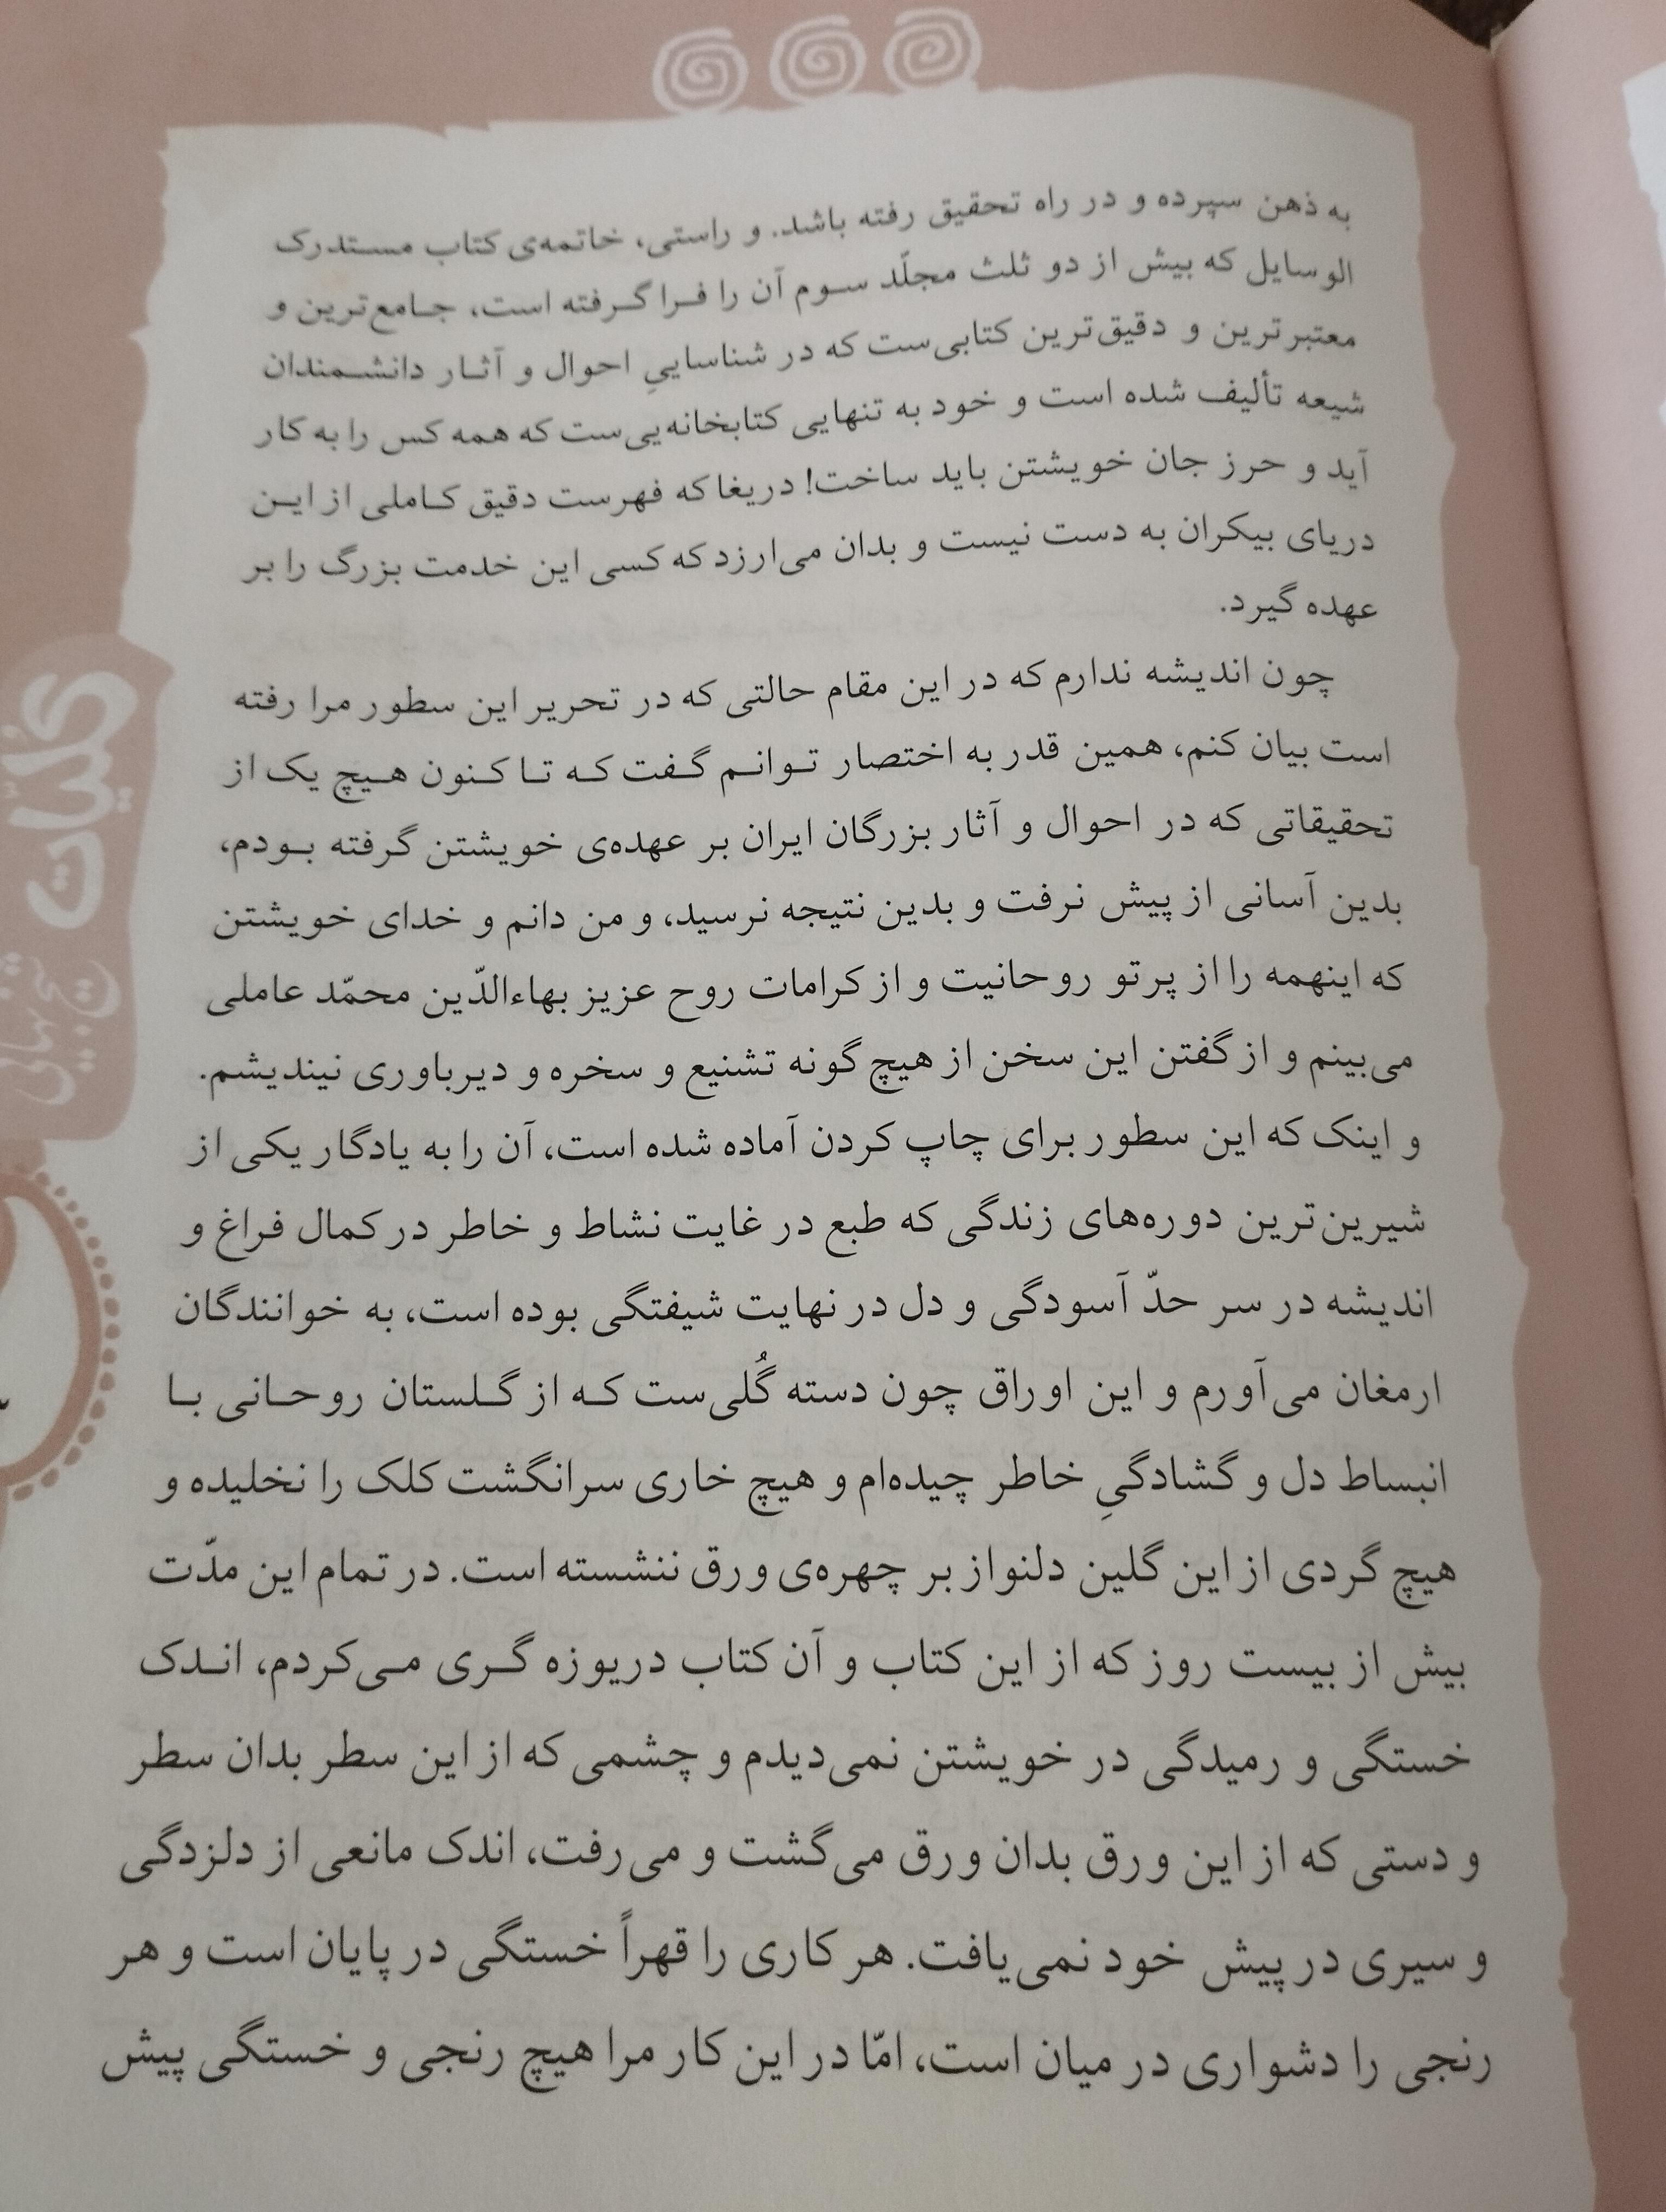 به ذهن سپرده و در راه تحقیق رفته باشد. و راستی، خاتمه‌ی کتاب مستدرک
الوسایل که بیش از دو ثلث مجلّد سوم آن را فرا گرفته است، جامع‌ترین و
معتبرترین و دقیق‌ترین کتابی‌ست که در شناساییِ احوال و آثار دانشمندان
شیعه تألیف شده است و خود به تنهایی کتابخانه‌یی‌ست که همه کس را به کار
آید و حرز جان خویشتن باید ساخت! دریغا که فهرست دقیق کاملی از این
دریای بیکران به دست نیست و بدان می‌ارزد که کسی این خدمت بزرگ را بر
عهده گیرد.
چون اندیشه ندارم که در این مقام حالتی که در تحریر این سطور مرا رفته
است بیان کنم، همین قدر به اختصار توانم گفت که تا کنون هیچ یک از
تحقیقاتی که در احوال و آثار بزرگان ایران بر عهده‌ی خویشتن گرفته بودم،
بدین آسانی از پیش نرفت و بدین نتیجه نرسید، و من دانم و خدای خویشتن
که اینهمه را از پرتو روحانیت و از کرامات روح عزیز بهاءالدّین محمّد عاملی
می‌بینم و از گفتن این سخن از هیچ گونه تشنیع و سخره و دیرباوری نیندیشم.
و اینک که این سطور برای چاپ کردن آماده شده است، آن را به یادگار یکی از
شیرین‌ترین دوره‌های زندگی که طبع در غایت نشاط و خاطر در کمال فراغ و
اندیشه در سر حدّ آسودگی و دل در نهایت شیفتگی بوده است، به خوانندگان
ارمغان می‌آورم و این اوراق چون دسته گُلی‌ست که از گلستان روحانی با
انبساط دل و گشادگیِ خاطر چیده‌ام و هیچ خاری سرانگشت کلک را نخلیده و
هیچ گردی از این گلین دلنواز بر چهره‌ی ورق ننشسته است. در تمام این مدّت
بیش از بیست روز که از این کتاب و آن کتاب دریوزه گری می‌کردم، اندک
خستگی و رمیدگی در خویشتن نمی‌دیدم و چشمی که از این سطر بدان سطر
و دستی که از این ورق بدان ورق می‌گشت و می‌رفت، اندک مانعی از دلزدگی
و سیری در پیش خود نمی‌یافت. هر کاری را قهراً خستگی در پایان است و هر
رنجی را دشواری در میان است، امّا در این کار مرا هیچ رنجی و خستگی پیش
کلیّات
شیخ بهایی